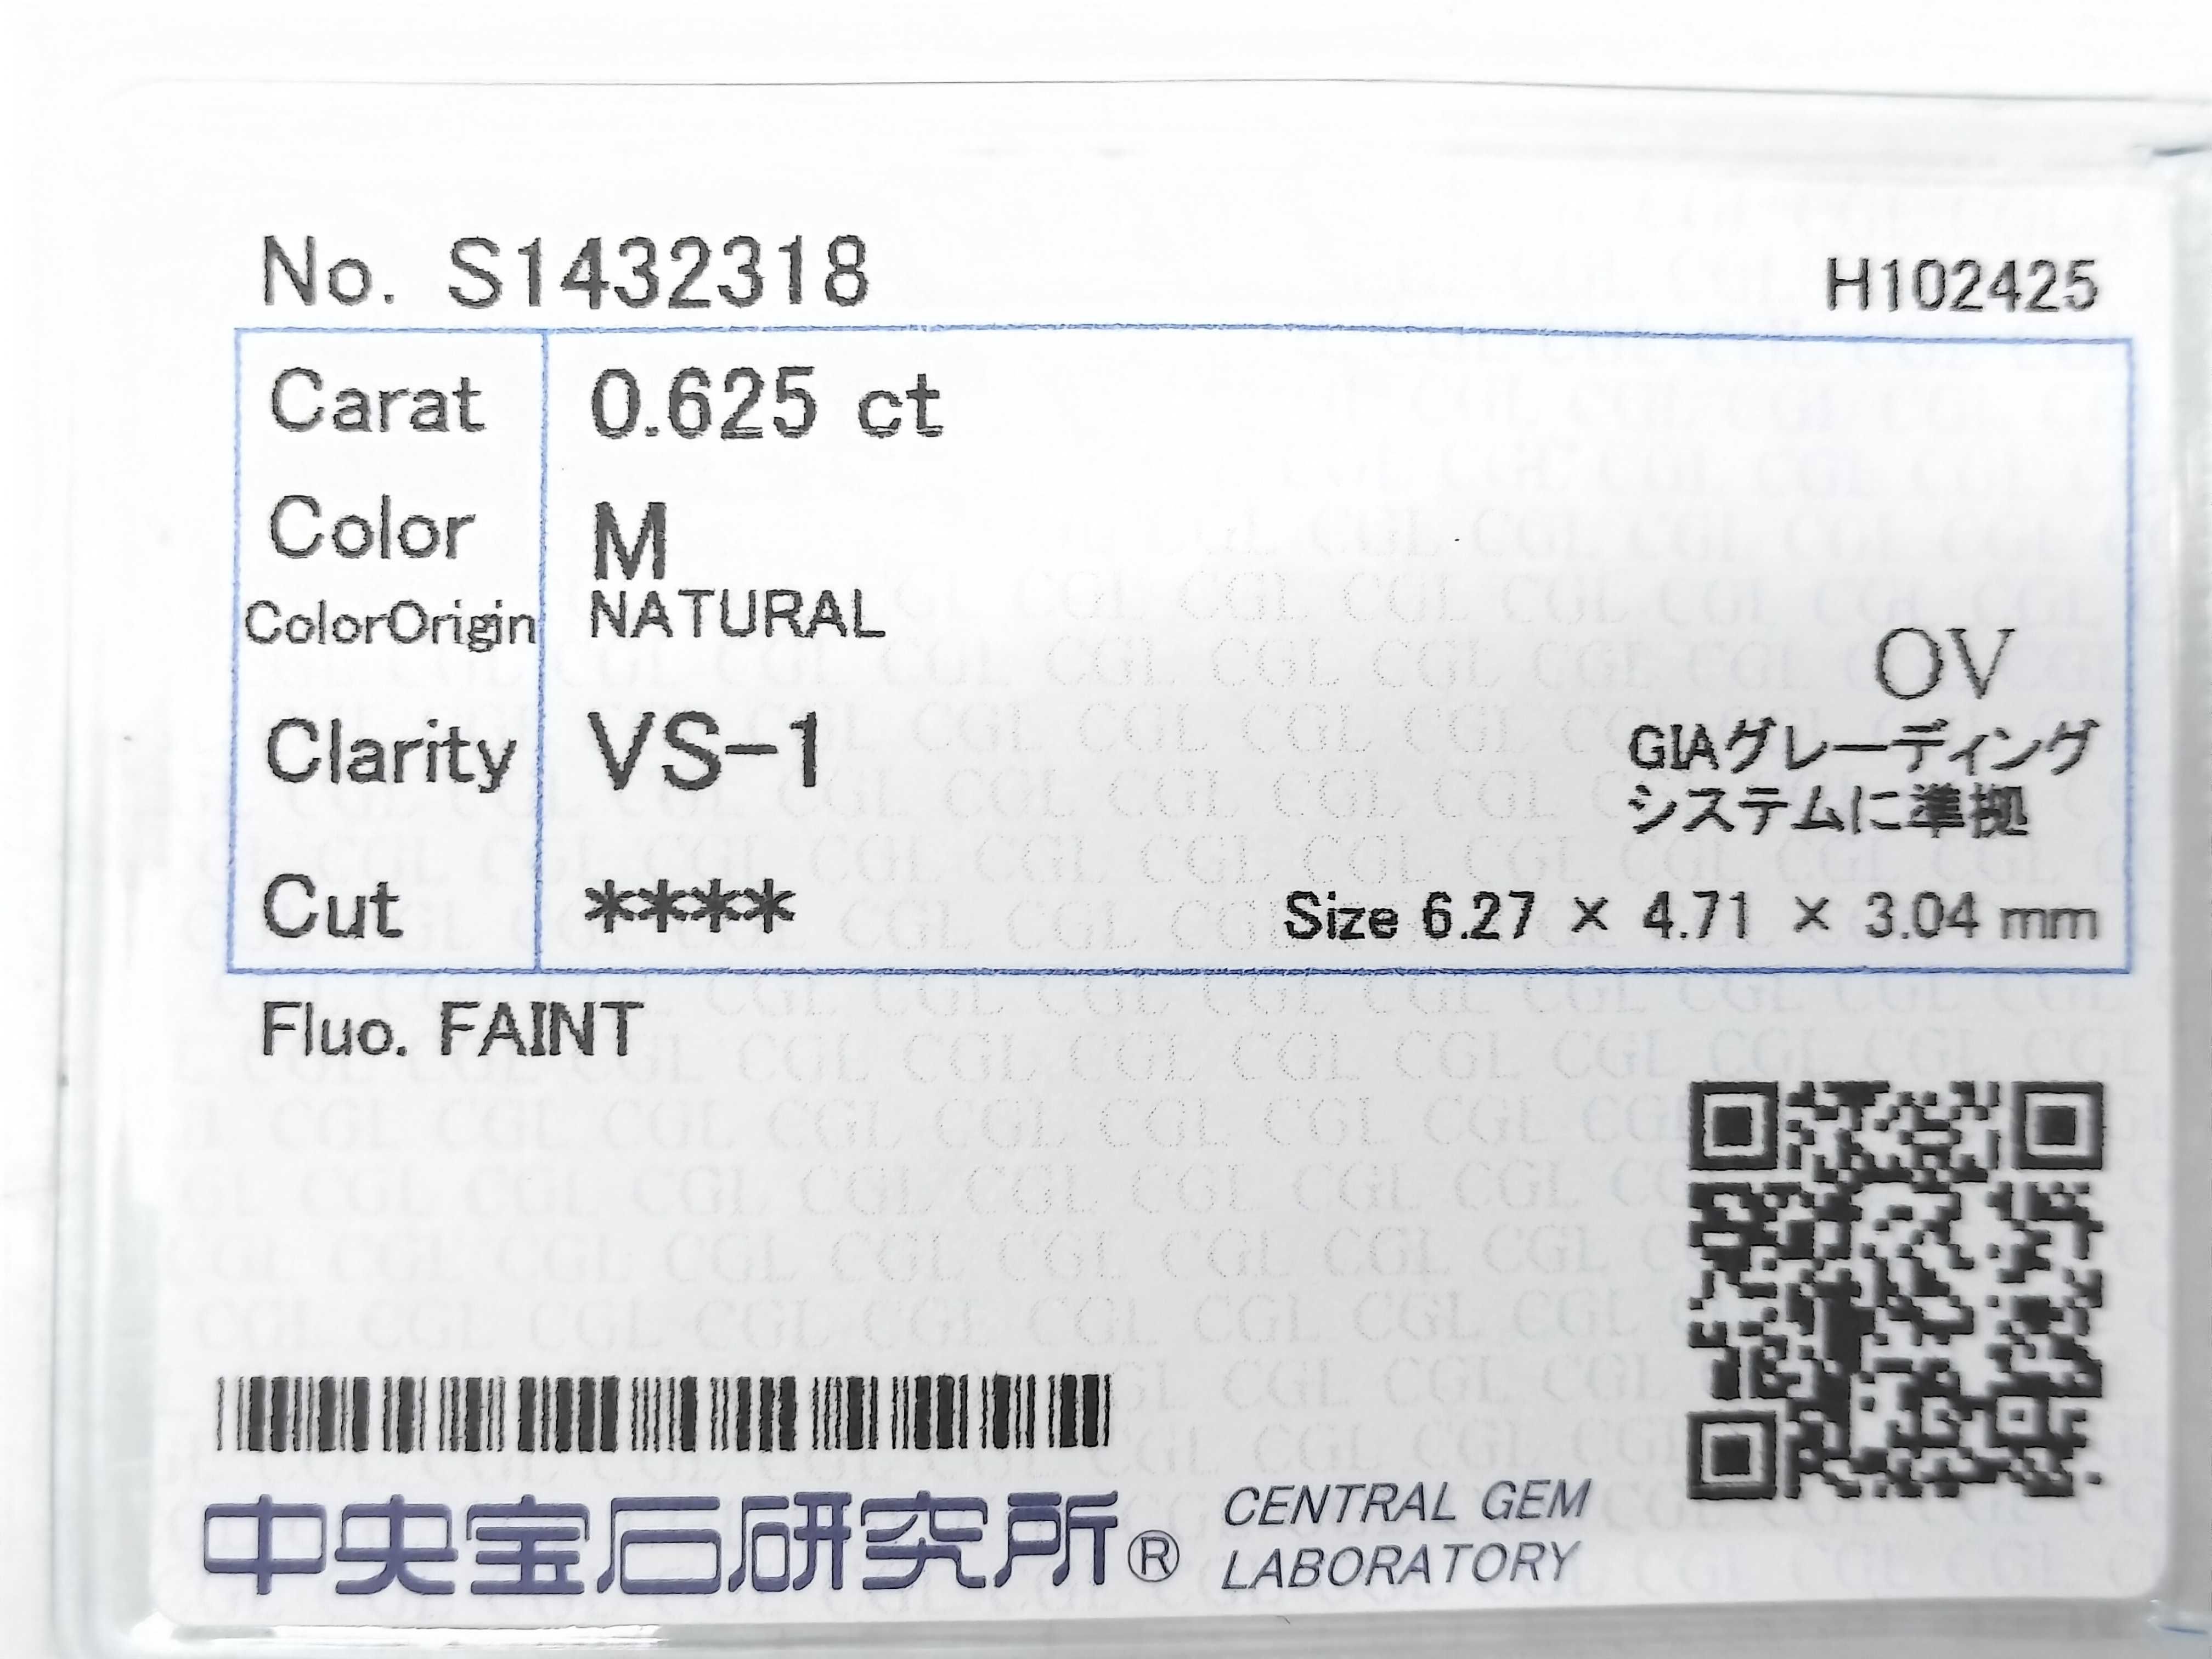 No. S1432318 H102425
Carat 0.625 ct
Color M
ColorOrigin NATURAL
OV
Clarity VS-1
GIAグレーディング
システムに準拠
Cut **** Size 6.27 × 4.71 × 3.04 mm
Fluo. FAINT
中央宝石研究所® CENTRAL GEM
LABORATORY